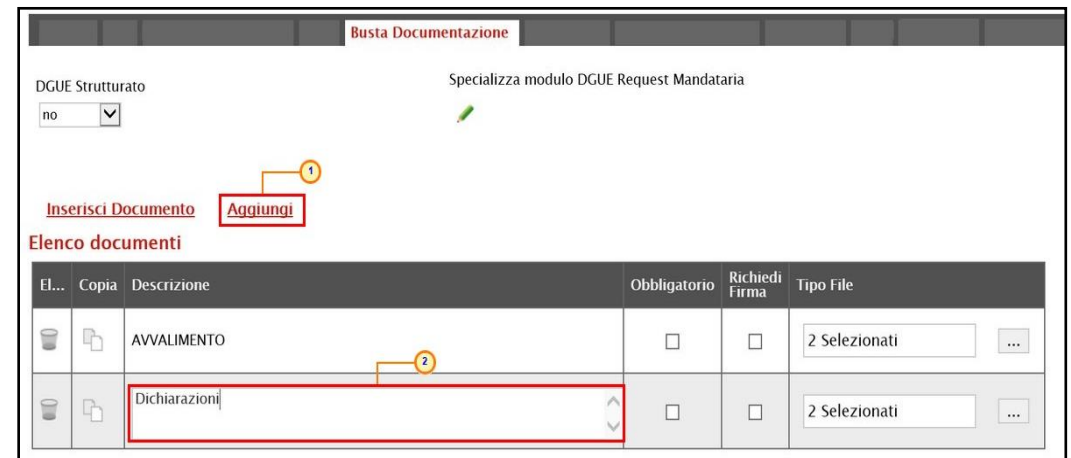 Busta Documentazione
DGUE Strutturato
Specializza modulo DGUE Request Mandataria
no
1
Inserisci Documento Aggiungi
Elenco documenti
El... Copia Descrizione Obbligatorio Richiedi Firma Tipo File
AVVALIMENTO 2 Selezionati ...
2
Dichiarazioni 2 Selezionati ...